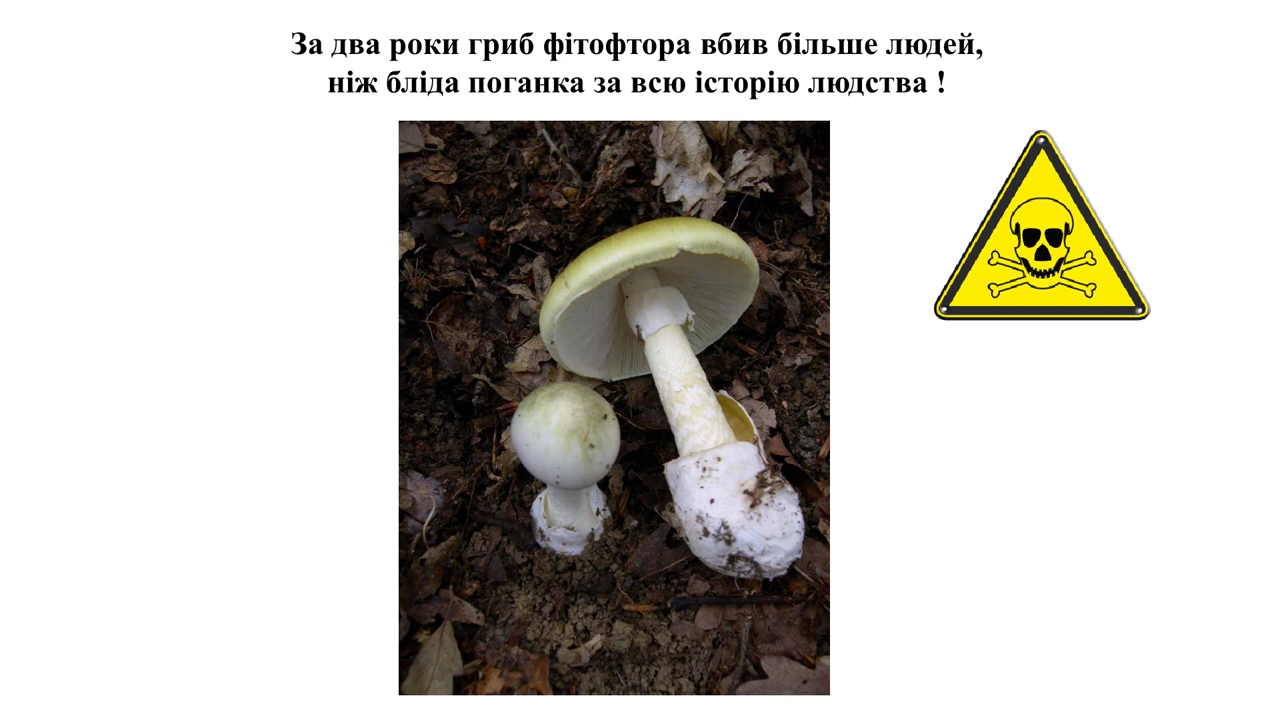 За два роки гриб фітофтора вбив більше людей,
ніж бліда поганка за всю історію людства !